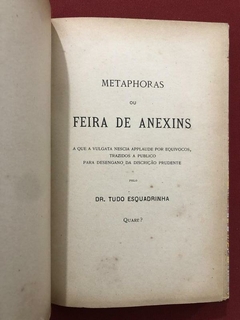 METAPHORAS
OU
FEIRA DE ANEXINS
A QUE A VULGATA NESCIA APPLAUDE POR EQUIVOCOS,
TRAZIDOS A PUBLICO
PARA DESENGANO DA DISCRIÇÃO PRUDENTE
PELO
DR. TUDO ESQUADRINHA
QUARE?